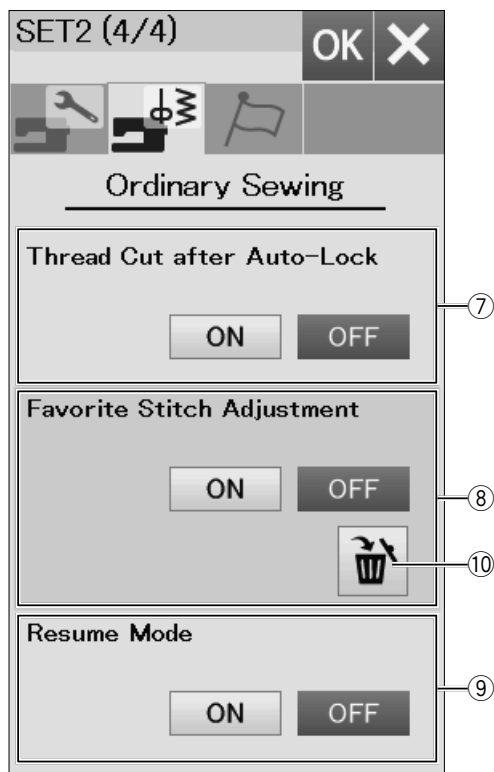 SET2 (4/4) OK
Ordinary Sewing
Thread Cut after Auto-Lock
ON OFF ⑦
Favorite Stitch Adjustment
ON OFF ⑧
⑩
Resume Mode
ON OFF ⑨